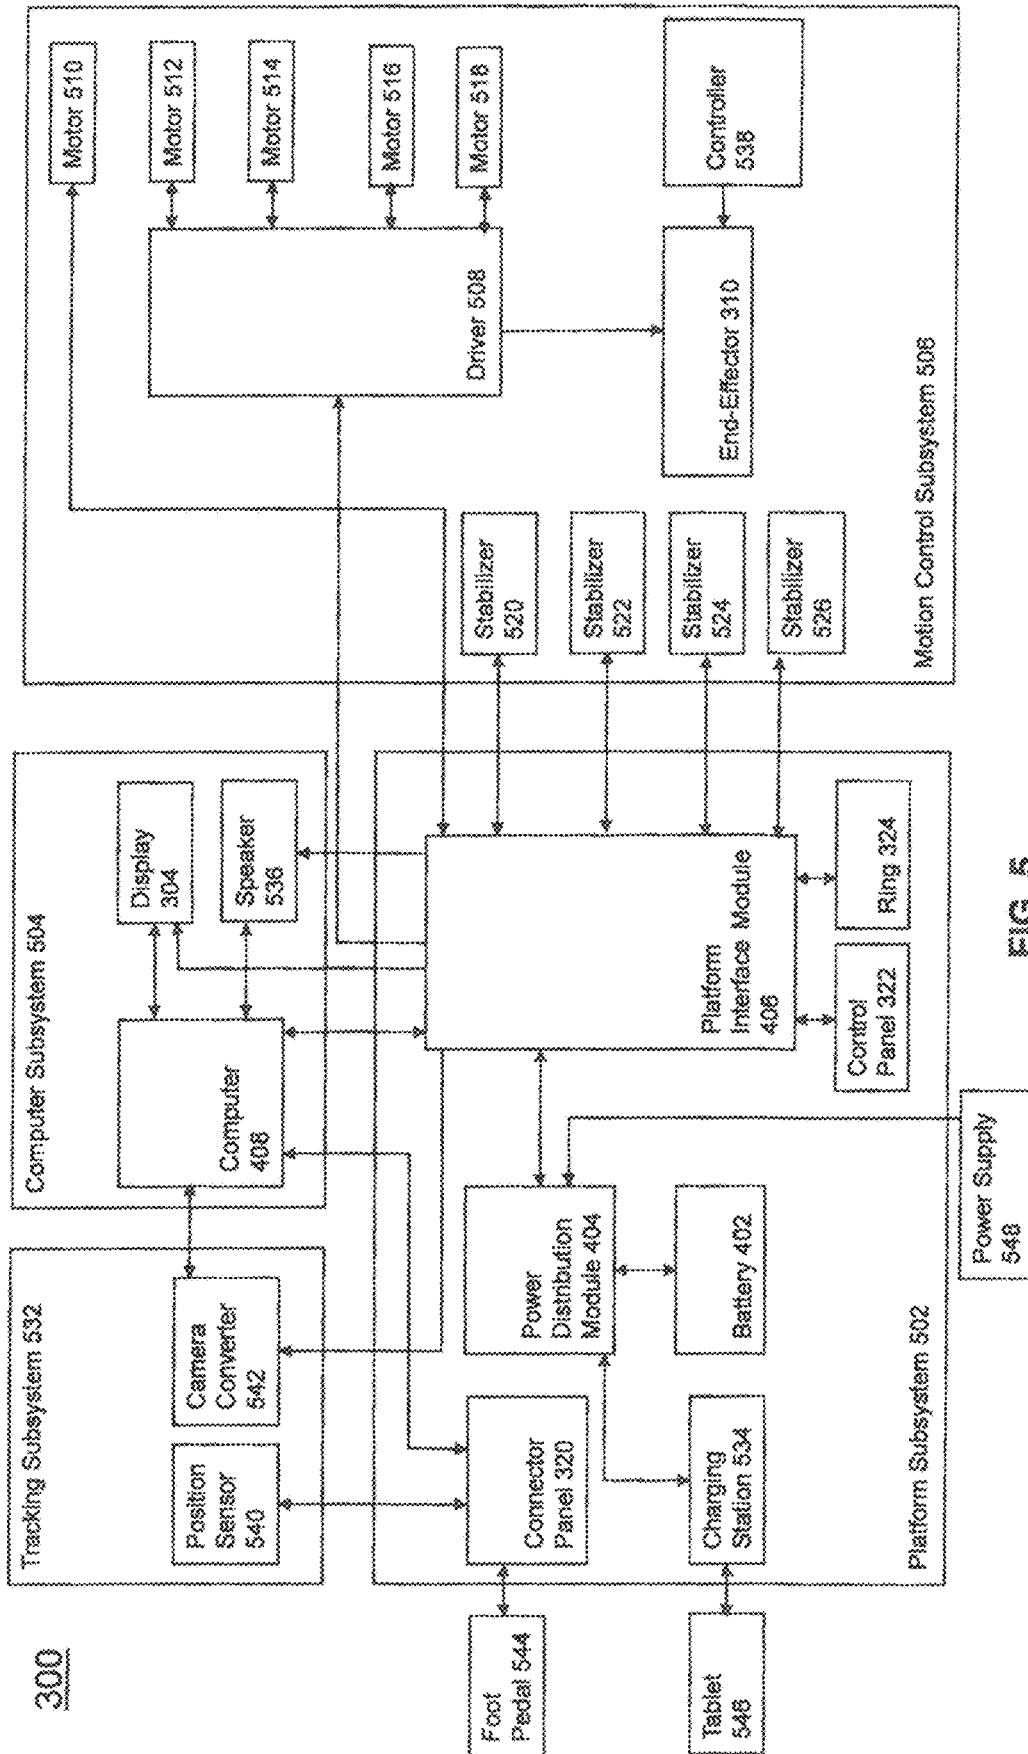 300
Tracking Subsystem 532
Position
Sensor
540
Camera
Converter
542
Computer Subsystem 504
Computer
408
Display
304
Speaker
536
Motion Control Subsystem 506
Motor 510
Motor 512
Motor 514
Motor 516
Motor 518
Driver 508
End-Effector 310
Controller
538
Stabilizer
520
Stabilizer
522
Stabilizer
524
Stabilizer
526
Platform Subsystem 502
Connector
Panel 320
Charging
Station 534
Power
Distribution
Module 404
Battery 402
Platform
Interface Module
406
Control
Panel 322
Ring 324
Foot
Pedal 544
Tablet
546
Power Supply
548
FIG. 5